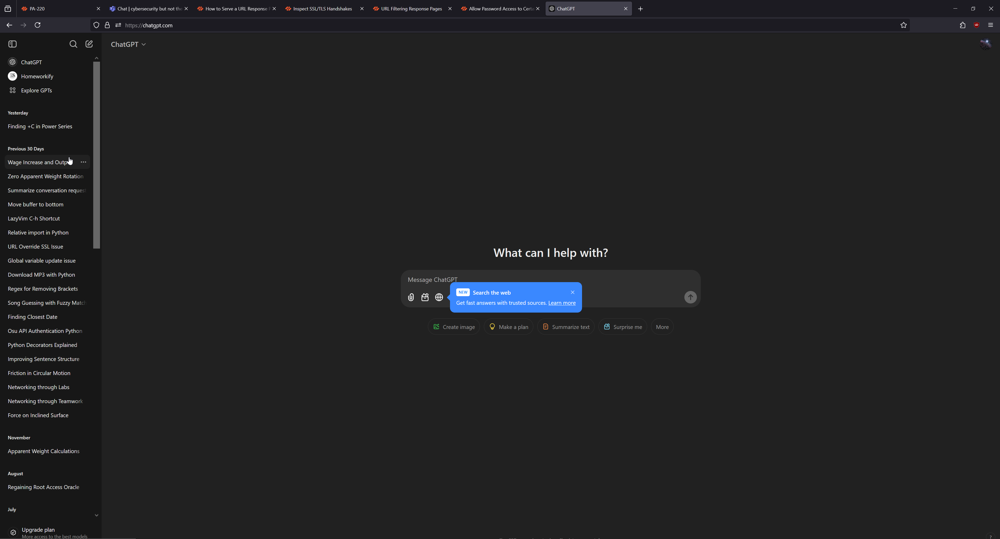 PA-220
Chat | cybersecurity but not the
How to Serve a URL Response P
Inspect SSL/TLS Handshakes
URL Filtering Response Pages
Allow Password Access to Certa
ChatGPT
https://chatgpt.com
ChatGPT
ChatGPT
Homeworkify
Explore GPTs
Yesterday
Finding +C in Power Series
Previous 30 Days
Wage Increase and Outp
Zero Apparent Weight Rotation
Summarize conversation request
Move buffer to bottom
LazyVim C-h Shortcut
Relative import in Python
URL Override SSL Issue
Global variable update issue
Download MP3 with Python
Regex for Removing Brackets
Song Guessing with Fuzzy Match
Finding Closest Date
Osu API Authentication Python
Python Decorators Explained
Improving Sentence Structure
Friction in Circular Motion
Networking through Labs
Networking through Teamwork
Force on Inclined Surface
November
Apparent Weight Calculations
August
Regaining Root Access Oracle
July
Upgrade plan
More access to the best models
What can I help with?
Message ChatGPT
NEW Search the web
Get fast answers with trusted sources. Learn more
Create image
Make a plan
Summarize text
Surprise me
More
?